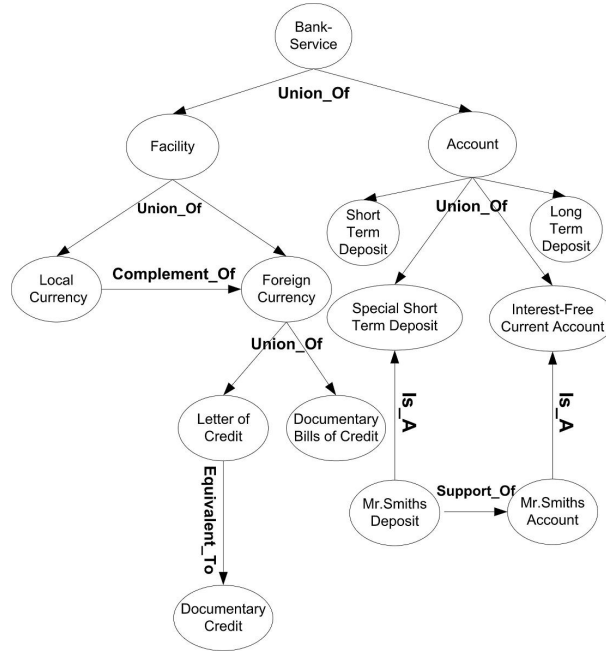 Bank-
Service
Union_Of
Facility
Account
Union_Of
Short
Term
Deposit
Union_Of
Long
Term
Deposit
Local
Currency
Complement_Of
Foreign
Currency
Special Short
Term Deposit
Interest-Free
Current Account
Union_Of
Letter of
Credit
Documentary
Bills of Credit
Is_A
Is_A
Equivalent_To
Mr.Smiths
Deposit
Support_Of
Mr.Smiths
Account
Documentary
Credit